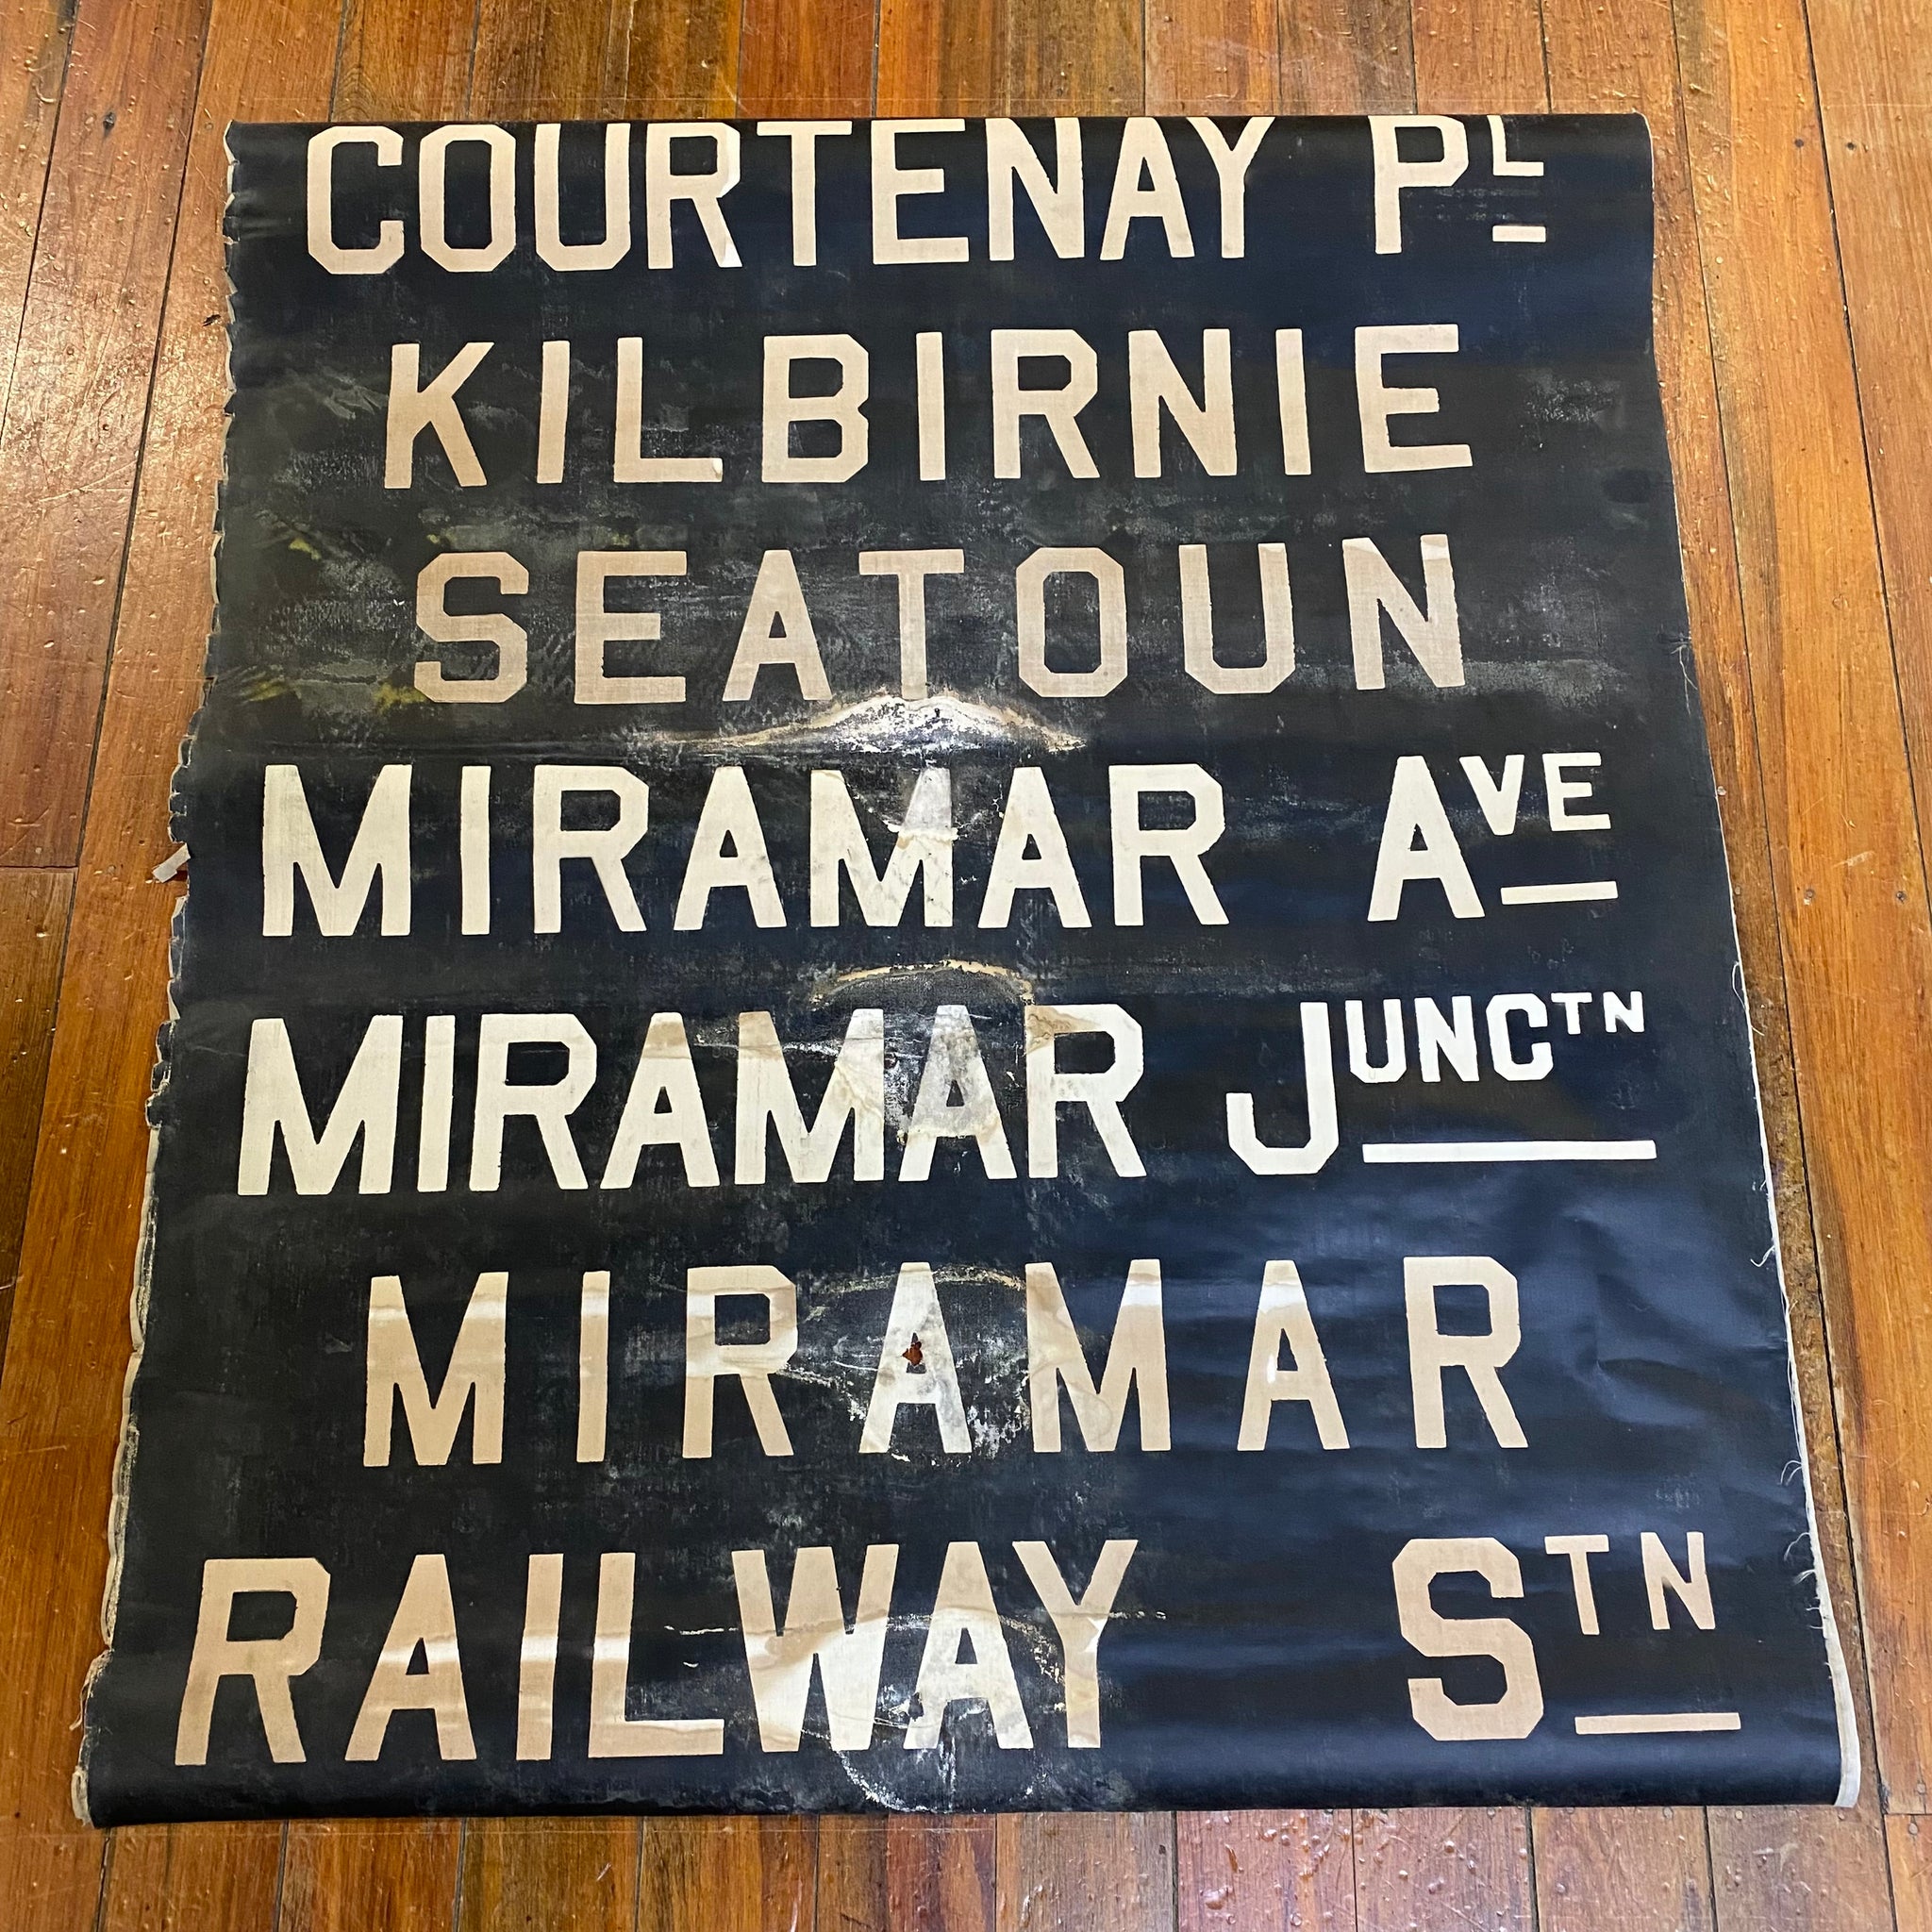 COURTENAY PL
KILBIRNIE
SEATOUN
MIRAMAR AVE
MIRAMAR JUNCTN
MIRAMAR
RAILWAY STN